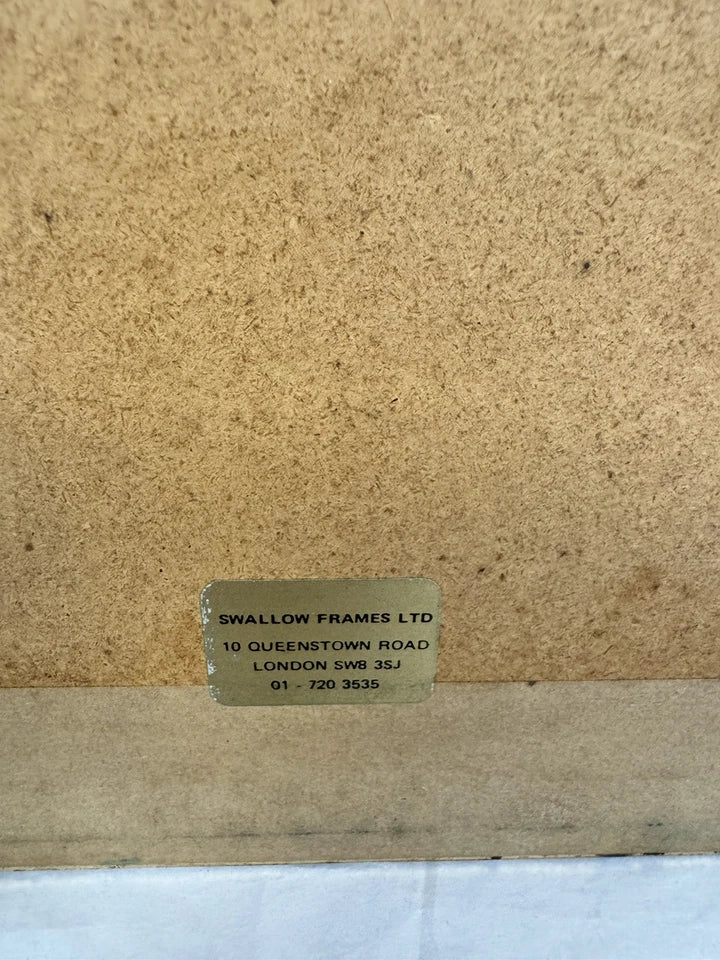 SWALLOW FRAMES LTD
10 QUEENSTOWN ROAD
LONDON SW8 3SJ
01 - 720 3535